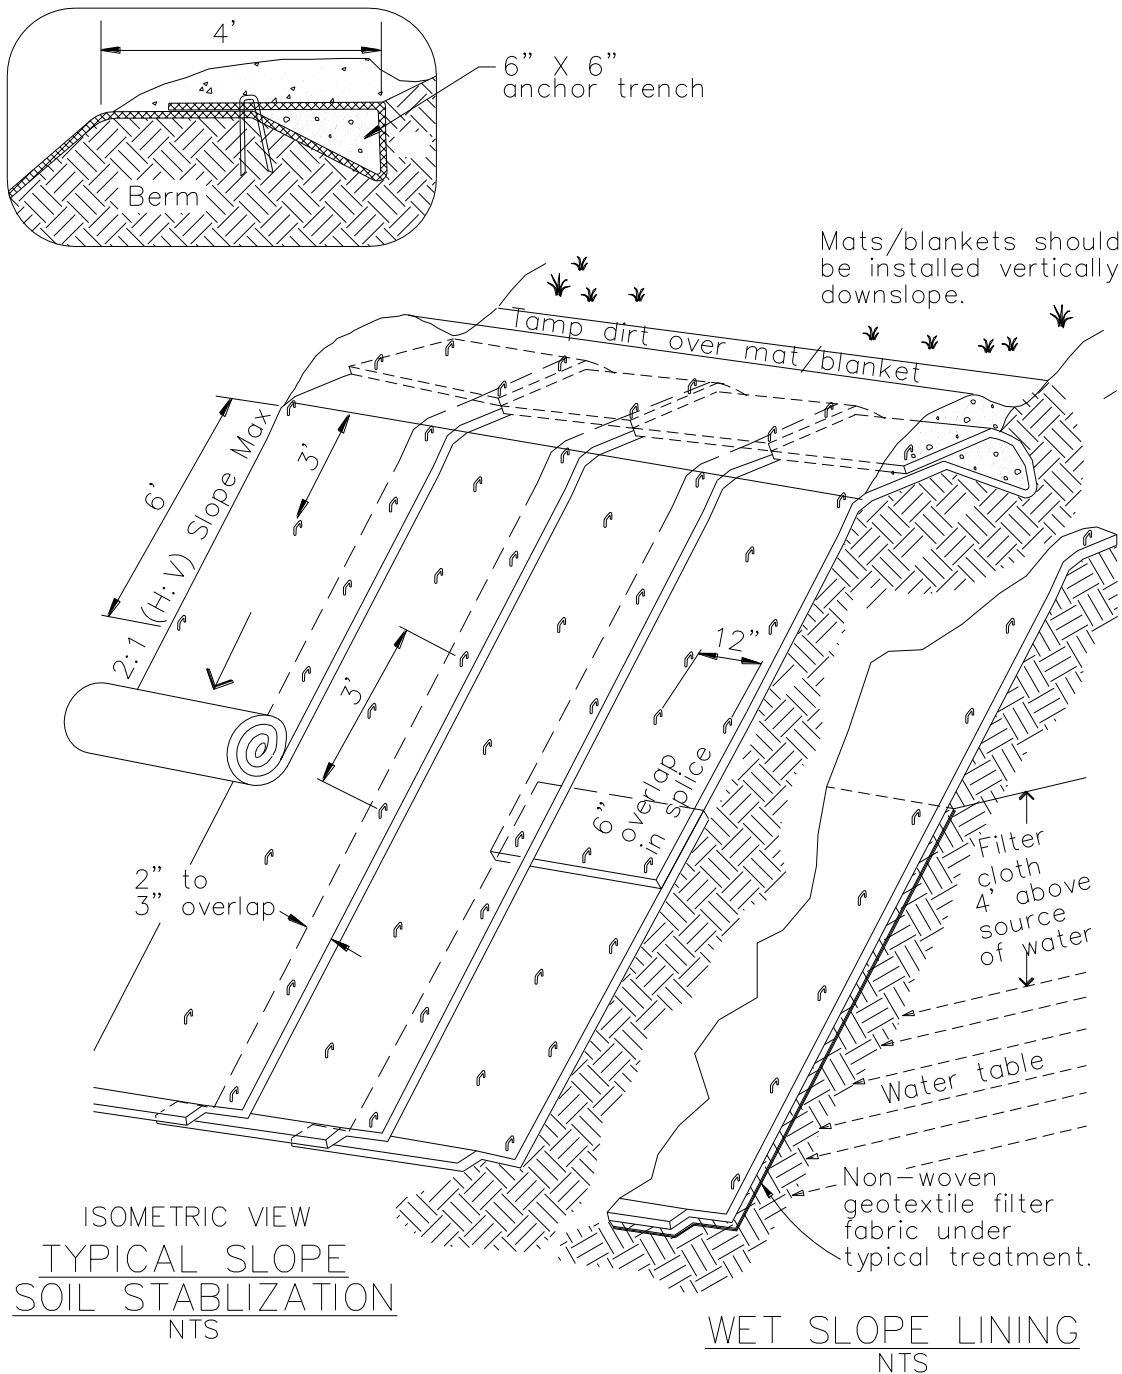 4'
6” X 6”
anchor trench
Berm
Mats/blankets should
be installed vertically
downslope.
Tamp dirt over mat/blanket
6'
2:1 (H:V) Slope Max
3'
3'
12”
6”
overlap
in splice
2” to
3” overlap
Filter
cloth
4' above
source
of water
Water table
Non–woven
geotextile filter
fabric under
typical treatment.
ISOMETRIC VIEW
TYPICAL SLOPE
SOIL STABLIZATION
NTS
WET SLOPE LINING
NTS